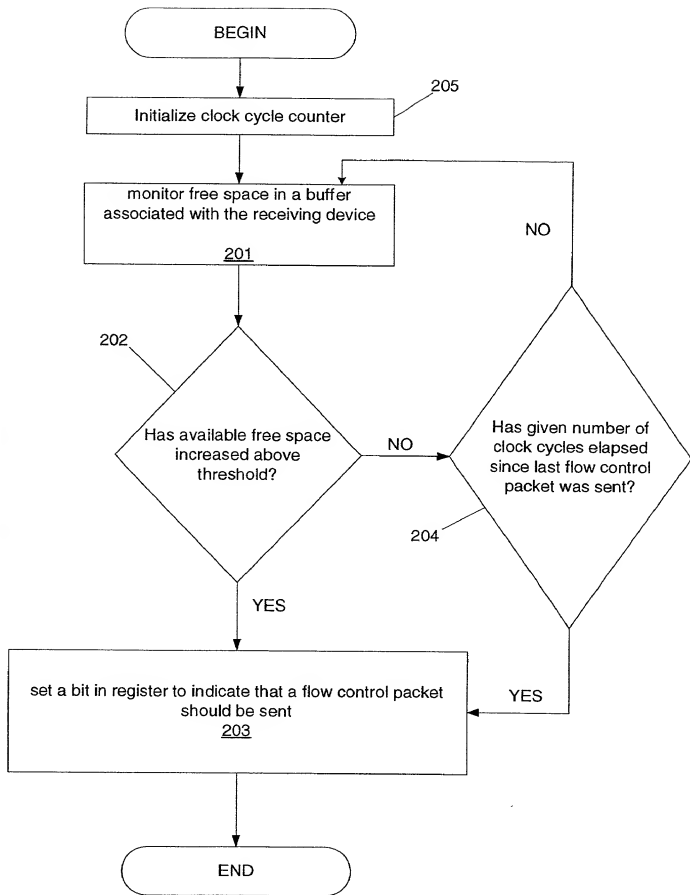 BEGIN
205
Initialize clock cycle counter
monitor free space in a buffer
associated with the receiving device
201
NO
202
Has available free space
increased above
threshold?
NO
Has given number of
clock cycles elapsed
since last flow control
packet was sent?
204
YES
set a bit in register to indicate that a flow control packet
should be sent
203
YES
END